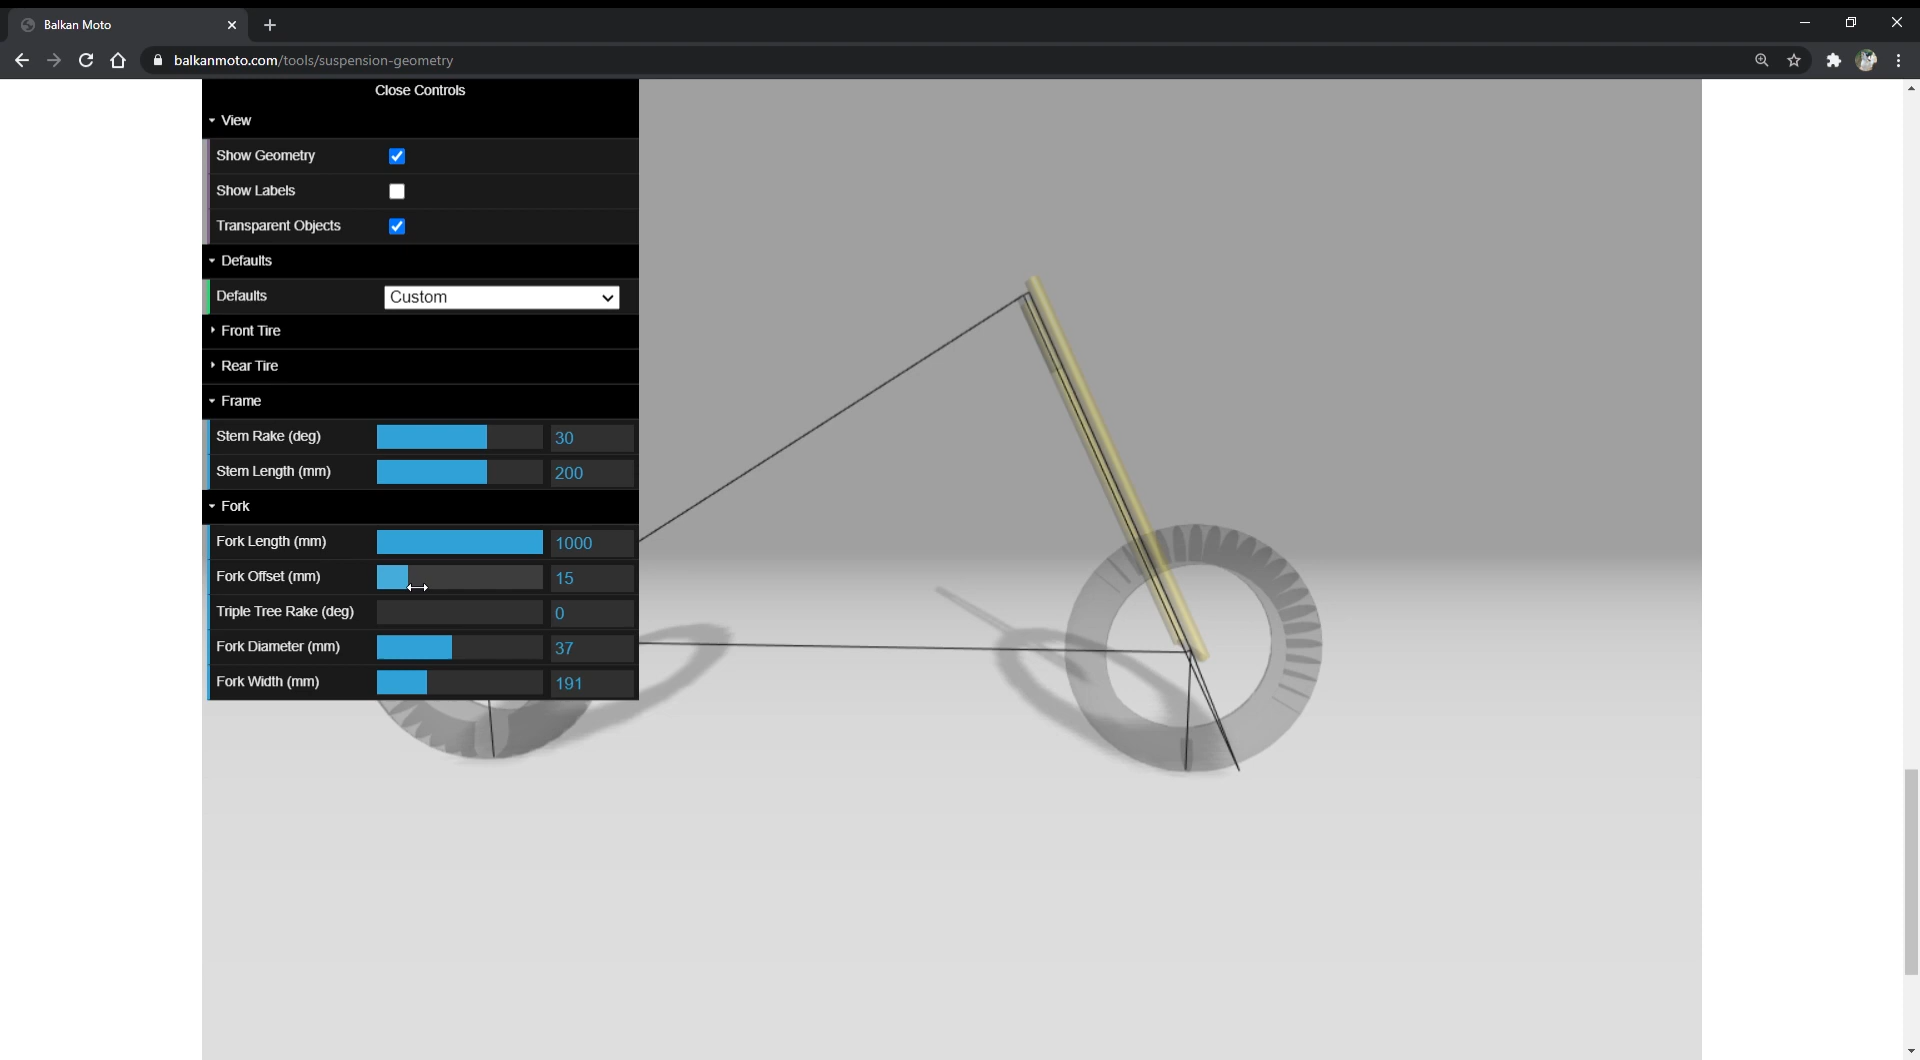 Balkan Moto
balkanmoto.com/tools/suspension-geometry
Close Controls
View
Show Geometry
Show Labels
Transparent Objects
Defaults
Defaults Custom
Front Tire
Rear Tire
Frame
Stem Rake (deg) 30
Stem Length (mm) 200
Fork
Fork Length (mm) 1000
Fork Offset (mm) 15
Triple Tree Rake (deg) 0
Fork Diameter (mm) 37
Fork Width (mm) 191